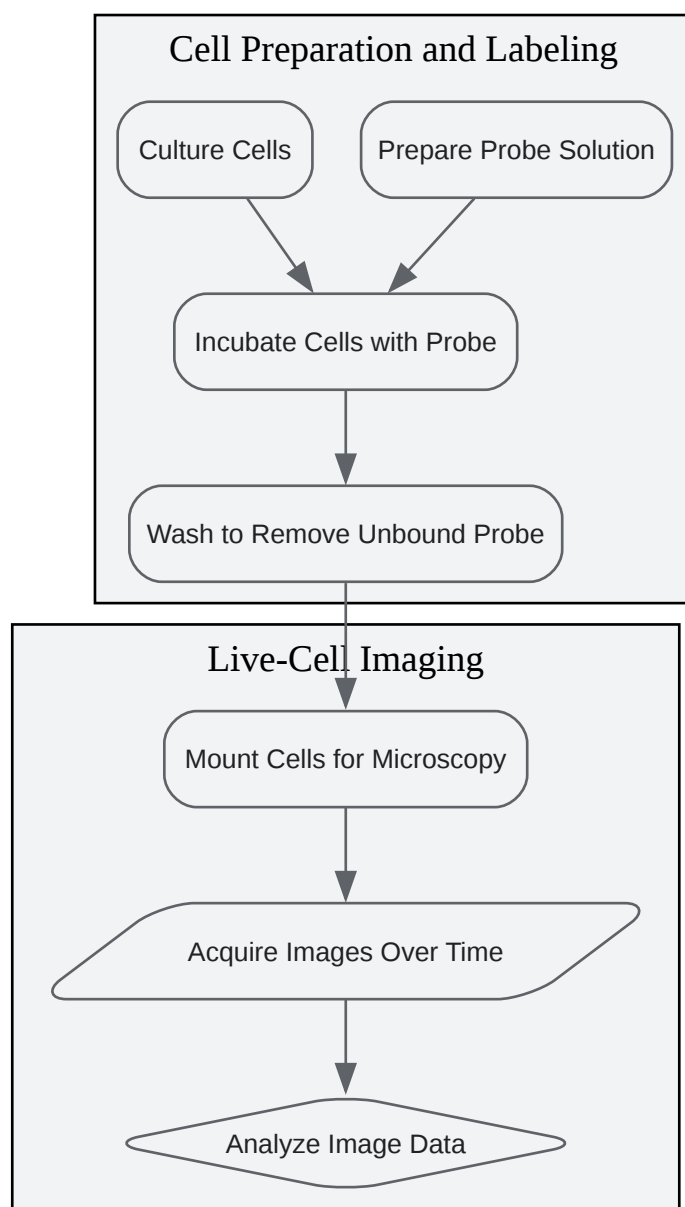 Cell Preparation and Labeling
Culture Cells
Prepare Probe Solution
Incubate Cells with Probe
Wash to Remove Unbound Probe
Live-Cell Imaging
Mount Cells for Microscopy
Acquire Images Over Time
Analyze Image Data